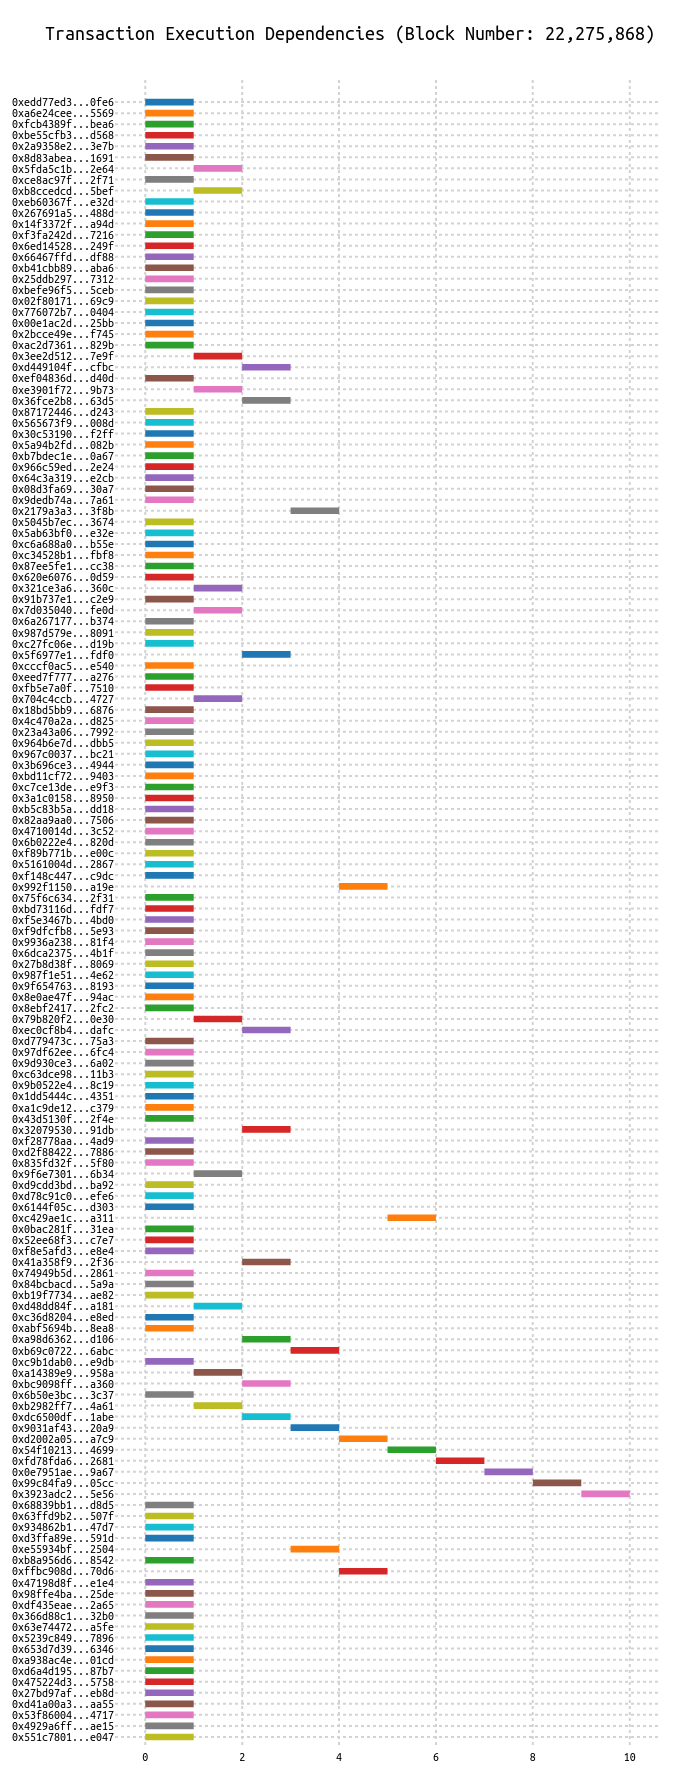 Transaction Execution Dependencies (Block Number: 22,275,868)
0xedd77ed3...0fe6
0xa6e24cee...5569
0xfcb4389f...bea6
0xbe55cfb3...d568
0x2a9358e2...3e7b
0x8d83abea...1691
0x5fda5c1b...2e64
0xce8ac97f...2f71
0xb8ccedcd...5bef
0xeb60367f...e32d
0x267691a5...488d
0x14f3372f...a94d
0xf3fa242d...7216
0x6ed14528...249f
0x66467ffd...df88
0xb41cbb89...aba6
0x25ddb297...7312
0xbefe96f5...5ceb
0x02f80171...69c9
0x776072b7...0404
0x00e1ac2d...25bb
0x2bcce49e...f745
0xac2d7361...829b
0x3ee2d512...7e9f
0xd449104f...cfbc
0xef04836d...d40d
0xe3901f72...9b73
0x36fce2b8...63d5
0x87172446...d243
0x565673f9...008d
0x30c53190...f2ff
0x5a94b2fd...082b
0xb7bdec1e...0a67
0x966c59ed...2e24
0x64c3a319...e2cb
0x08d3fa69...30a7
0x9dedb74a...7a61
0x2179a3a3...3f8b
0x5045b7ec...3674
0x5ab63bf0...e32e
0xc6a688a0...b55e
0xc34528b1...fbf8
0x87ee5fe1...cc38
0x620e6076...0d59
0x321ce3a6...360c
0x91b737e1...c2e9
0x7d035040...fe0d
0x6a267177...b374
0x987d579e...8091
0xc27fc06e...d19b
0x5f6977e1...fdf0
0xcccf0ac5...e540
0xeed7f777...a276
0xfb5e7a0f...7510
0x704c4ccb...4727
0x18bd5bb9...6876
0x4c470a2a...d825
0x23a43a06...7992
0x964b6e7d...dbb5
0x967c0037...bc21
0x3b696ce3...4944
0xbd11cf72...9403
0xc7ce13de...e9f3
0x3a1c0158...8950
0xb5c83b5a...dd18
0x82aa9aa0...7506
0x4710014d...3c52
0x6b0222e4...820d
0xf89b771b...e00c
0x5161004d...2867
0xf148c447...c9dc
0x992f1150...a19e
0x75f6c634...2f31
0xbd73116d...fdf7
0xf5e3467b...4bd0
0xf9dfcfb8...5e93
0x9936a238...81f4
0x6dca2375...4b1f
0x27b8d38f...8069
0x987f1e51...4e62
0x9f654763...8193
0x8e0ae47f...94ac
0x8ebf2417...2fc2
0x79b820f2...0e30
0xec0cf8b4...dafc
0xd779473c...75a3
0x97df62ee...6fc4
0x9d930ce3...6a02
0xc63dce98...11b3
0x9b0522e4...8c19
0x1dd5444c...4351
0xa1c9de12...c379
0x43d5130f...2f4e
0x32079530...91db
0xf28778aa...4ad9
0xd2f88422...7886
0x835fd32f...5f80
0x9f6e7301...6b34
0xd9cdd3bd...ba92
0xd78c91c0...efe6
0x6144f05c...d303
0xc429ae1c...a311
0x0bac281f...31ea
0x52ee68f3...c7e7
0xf8e5afd3...e8e4
0x41a358f9...2f36
0x74949b5d...2861
0x84bcbacd...5a9a
0xb19f7734...ae82
0xd48dd84f...a181
0xc36d8204...e8ed
0xabf5694b...8ea8
0xa98d6362...d106
0xb69c0722...6abc
0xc9b1dab0...e9db
0xa14389e9...958a
0xbc9098ff...a360
0x6b50e3bc...3c37
0xb2982ff7...4a61
0xdc6500df...1abe
0x9031af43...20a9
0xd2002a05...a7c9
0x54f10213...4699
0xfd78fda6...2681
0x0e7951ae...9a67
0x99c84fa9...05cc
0x3923adc2...5e56
0x68839bb1...d8d5
0x63ffd9b2...507f
0x934862b1...47d7
0xd3ffa89e...591d
0xe55934bf...2504
0xb8a956d6...8542
0xffbc908d...70d6
0x47198d8f...e1e4
0x98ffe4ba...25de
0xdf435eae...2a65
0x366d88c1...32b0
0x63e74472...a5fe
0x5239c849...7896
0x653d7d39...6346
0xa938ac4e...01cd
0xd6a4d195...87b7
0x475224d3...5758
0x27bd97af...eb8d
0xd41a00a3...aa55
0x53f86004...4717
0x4929a6ff...ae15
0x551c7801...e047
0 2 4 6 8 10